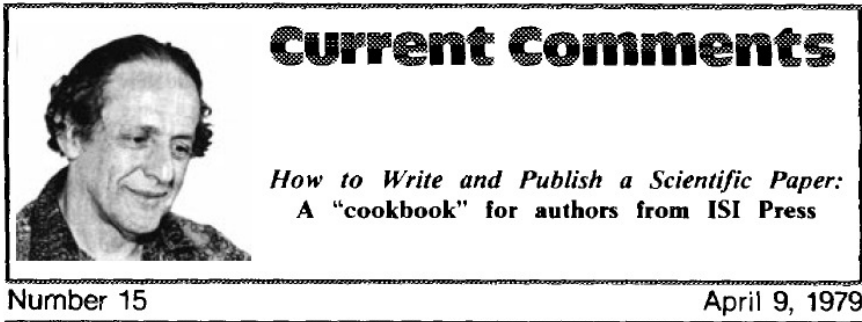 Current Comments
How to Write and Publish a Scientific Paper:
A “cookbook” for authors from ISI Press
Number 15
April 9, 1979